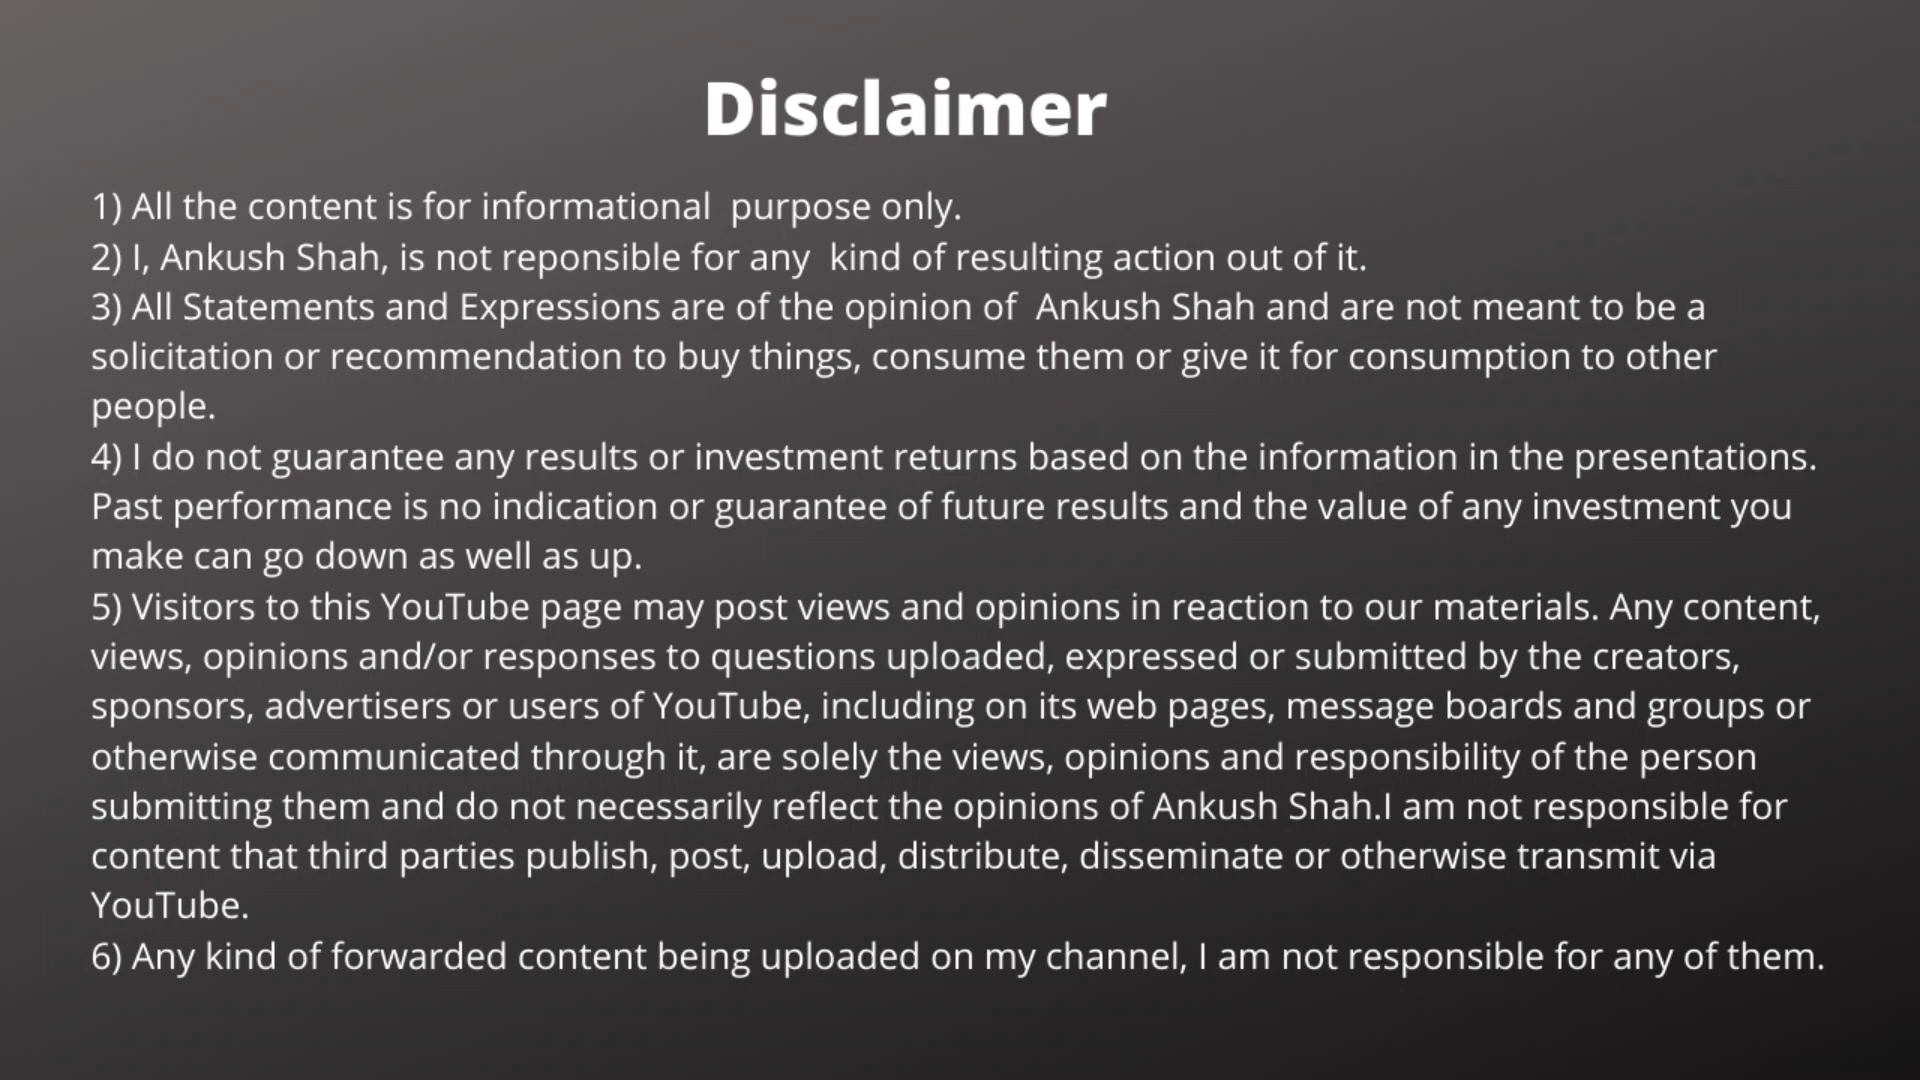 Disclaimer
1) All the content is for informational  purpose only.
2) I, Ankush Shah, is not reponsible for any  kind of resulting action out of it.
3) All Statements and Expressions are of the opinion of  Ankush Shah and are not meant to be a
solicitation or recommendation to buy things, consume them or give it for consumption to other
people.
4) I do not guarantee any results or investment returns based on the information in the presentations.
Past performance is no indication or guarantee of future results and the value of any investment you
make can go down as well as up.
5) Visitors to this YouTube page may post views and opinions in reaction to our materials. Any content,
views, opinions and/or responses to questions uploaded, expressed or submitted by the creators,
sponsors, advertisers or users of YouTube, including on its web pages, message boards and groups or
otherwise communicated through it, are solely the views, opinions and responsibility of the person
submitting them and do not necessarily reflect the opinions of Ankush Shah.I am not responsible for
content that third parties publish, post, upload, distribute, disseminate or otherwise transmit via
YouTube.
6) Any kind of forwarded content being uploaded on my channel, I am not responsible for any of them.